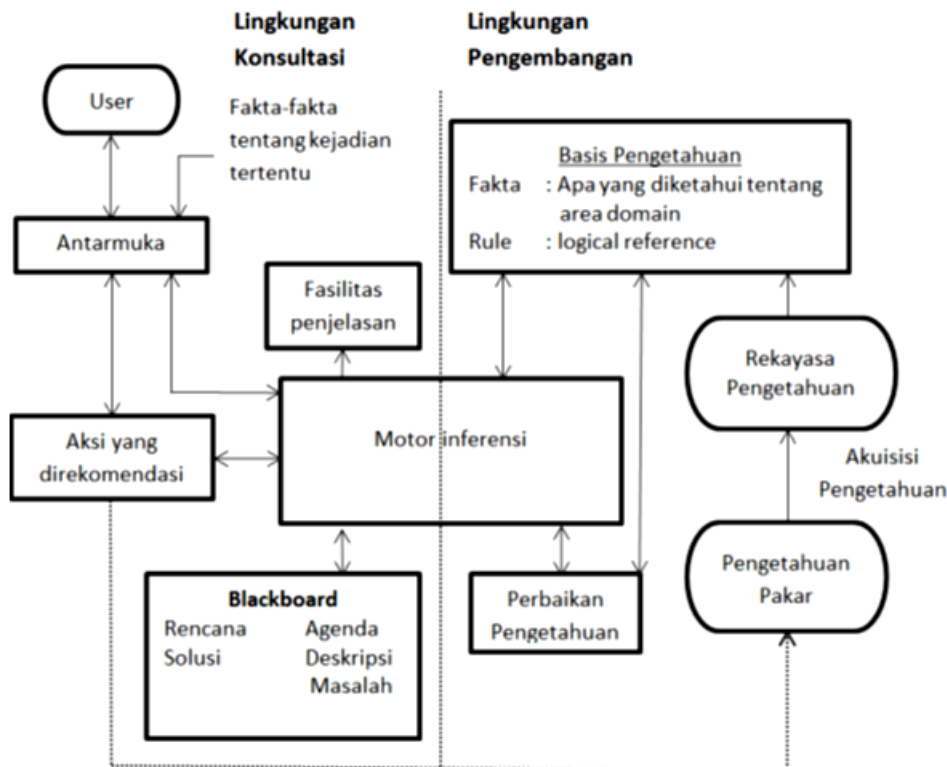 Lingkungan
Konsultasi
Lingkungan
Pengembangan
User
Fakta-fakta
tentang kejadian
tertentu
Basis Pengetahuan
Fakta : Apa yang diketahui tentang
area domain
Rule : logical reference
Antarmuka
Fasilitas
penjelasan
Rekayasa
Pengetahuan
Motor inferensi
Aksi yang
direkomendasi
Akuisisi
Pengetahuan
Blackboard
Rencana Agenda
Solusi Deskripsi
Masalah
Perbaikan
Pengetahuan
Pengetahuan
Pakar